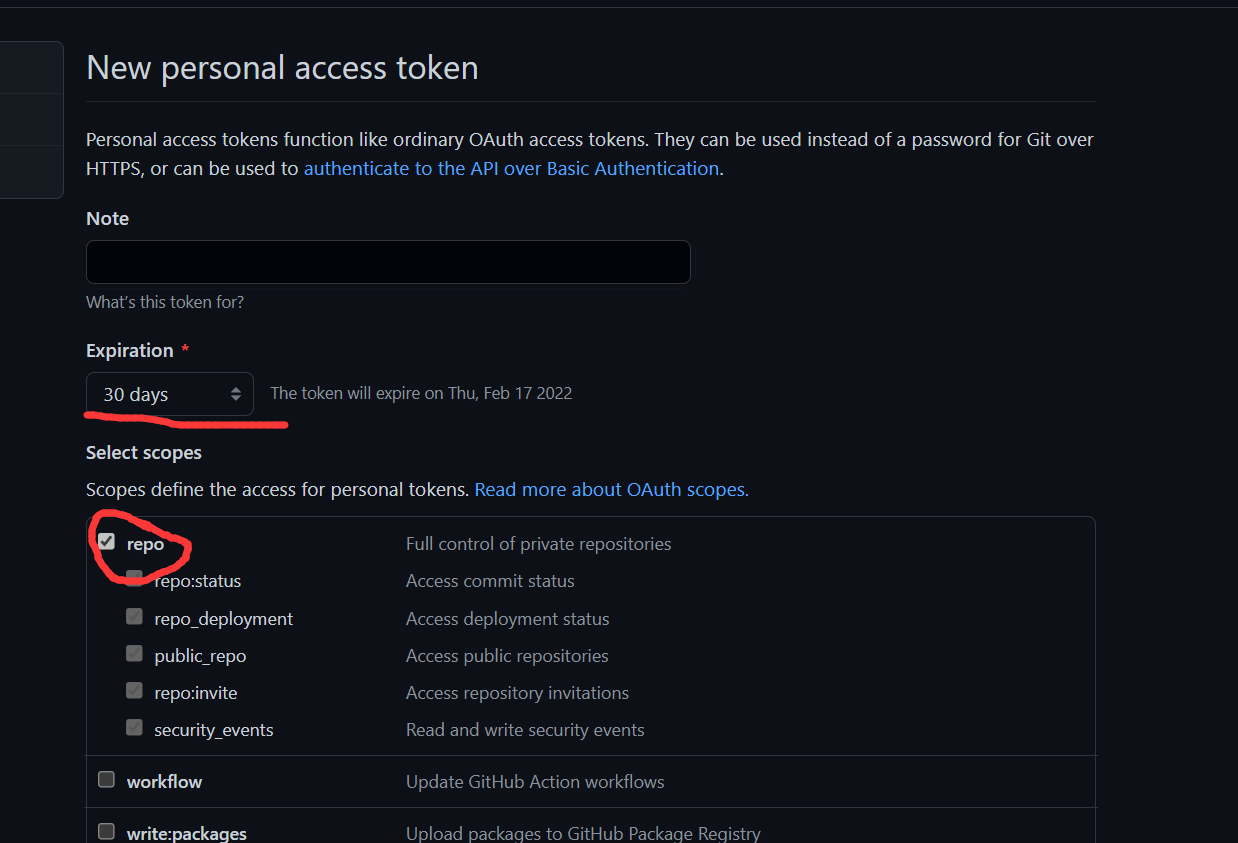 New personal access token
Personal access tokens function like ordinary OAuth access tokens. They can be used instead of a password for Git over
HTTPS, or can be used to authenticate to the API over Basic Authentication.
Note
What's this token for?
Expiration *
30 days The token will expire on Thu, Feb 17 2022
Select scopes
Scopes define the access for personal tokens. Read more about OAuth scopes.
repo Full control of private repositories
repo:status Access commit status
repo_deployment Access deployment status
public_repo Access public repositories
repo:invite Access repository invitations
security_events Read and write security events
workflow Update GitHub Action workflows
write:packages Upload packages to GitHub Package Registry